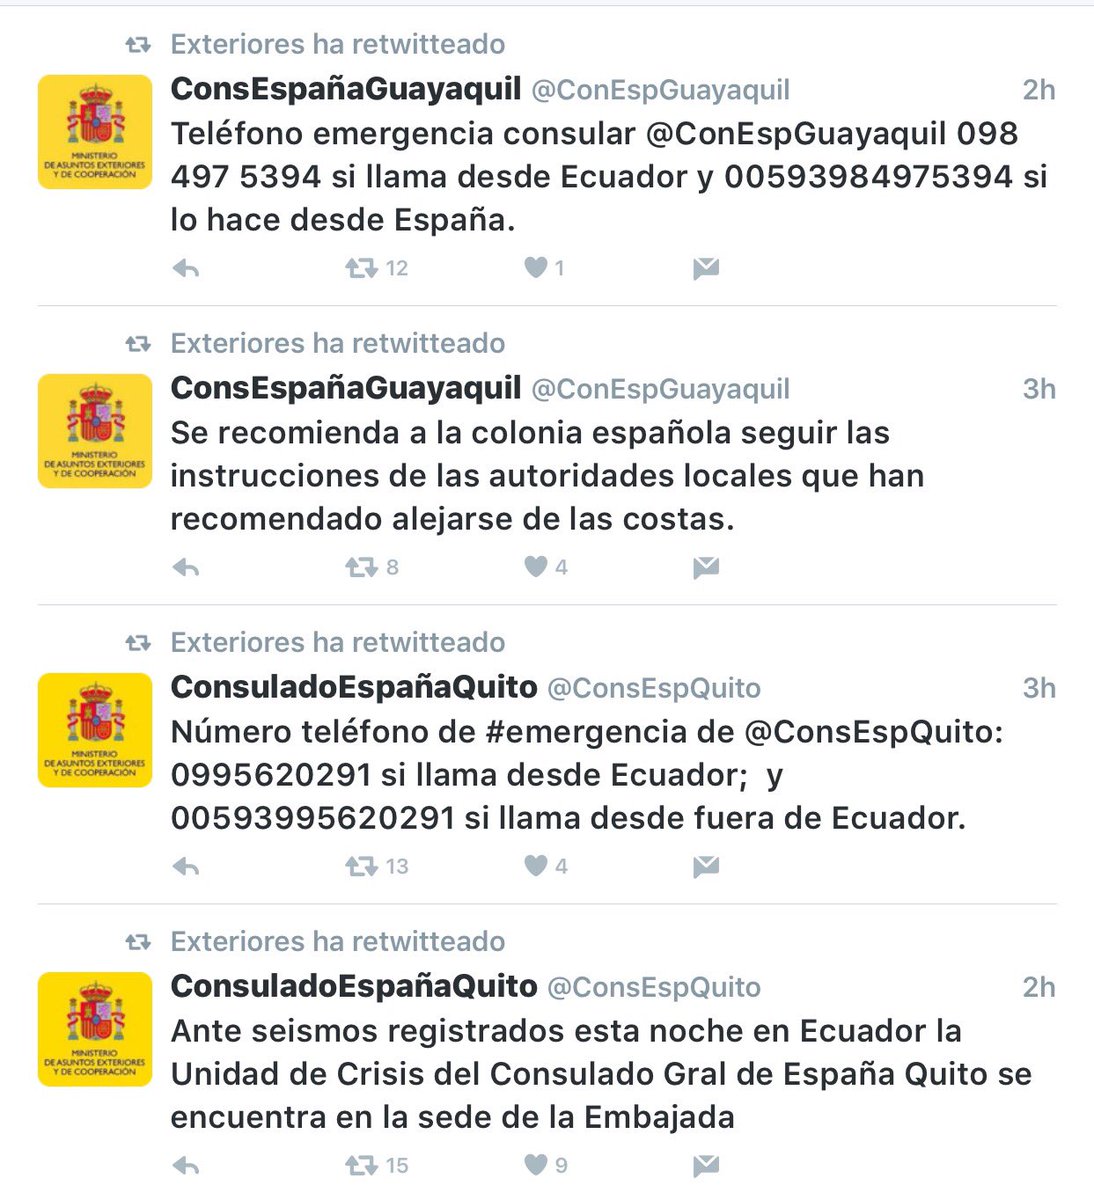 Exteriores ha retwitteado
ConsEspañaGuayaquil @ConEspGuayaquil 2h
Teléfono emergencia consular @ConEspGuayaquil 098
497 5394 si llama desde Ecuador y 00593984975394 si
lo hace desde España.
12 1
MINISTERIO
DE ASUNTOS EXTERIORES
Y DE COOPERACIÓN
Exteriores ha retwitteado
ConsEspañaGuayaquil @ConEspGuayaquil 3h
Se recomienda a la colonia española seguir las
instrucciones de las autoridades locales que han
recomendado alejarse de las costas.
8 4
MINISTERIO
DE ASUNTOS EXTERIORES
Y DE COOPERACIÓN
Exteriores ha retwitteado
ConsuladoEspañaQuito @ConsEspQuito 3h
Número teléfono de #emergencia de @ConsEspQuito:
0995620291 si llama desde Ecuador;  y
00593995620291 si llama desde fuera de Ecuador.
13 4
MINISTERIO
DE ASUNTOS EXTERIORES
Y DE COOPERACIÓN
Exteriores ha retwitteado
ConsuladoEspañaQuito @ConsEspQuito 2h
Ante seismos registrados esta noche en Ecuador la
Unidad de Crisis del Consulado Gral de España Quito se
encuentra en la sede de la Embajada
15 9
MINISTERIO
DE ASUNTOS EXTERIORES
Y DE COOPERACIÓN